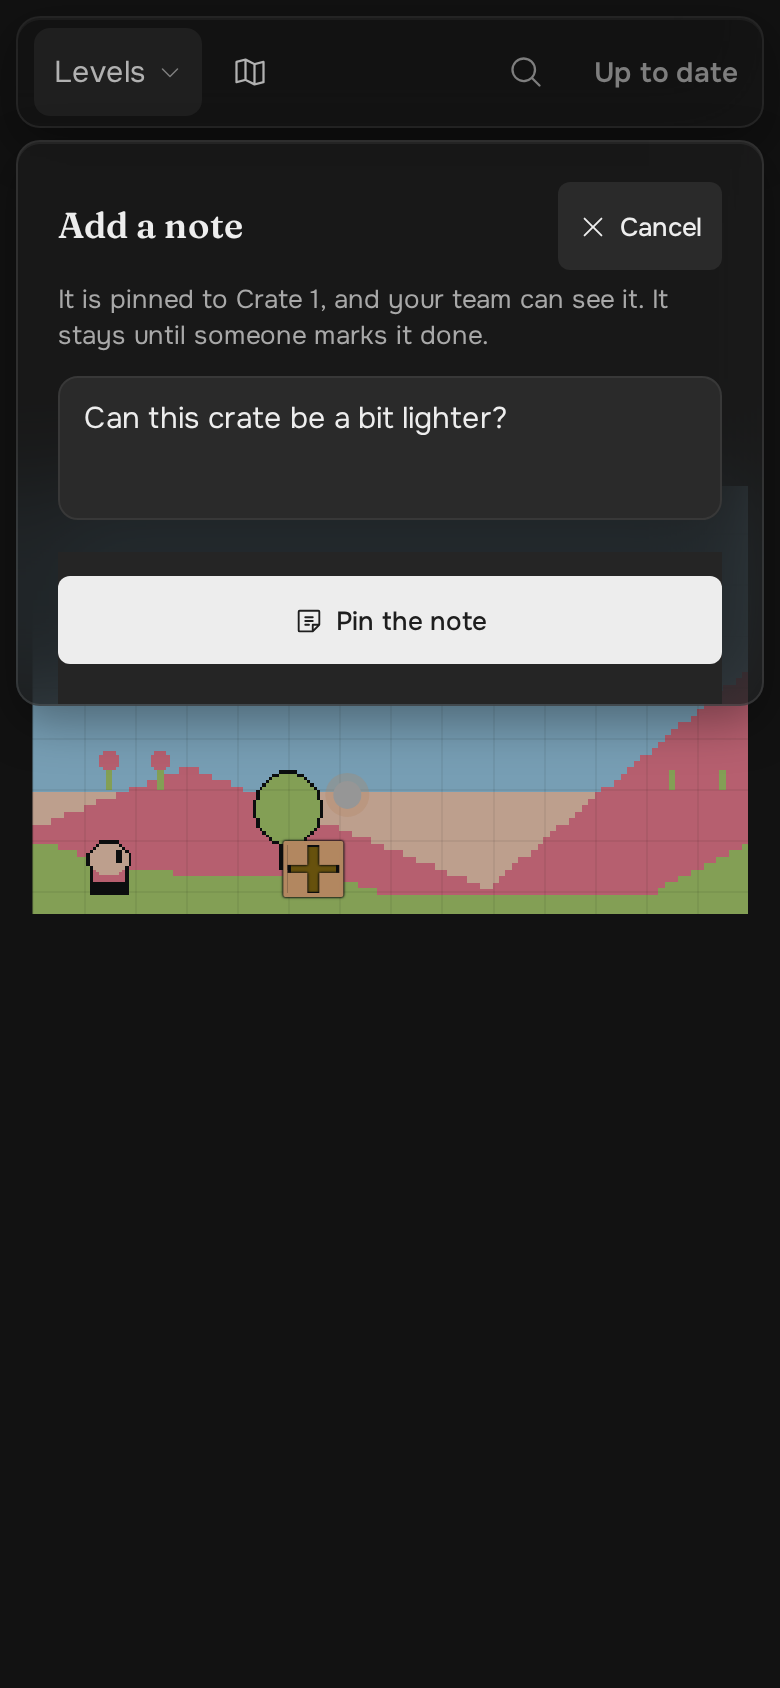 Levels
Up to date
Add a note
Cancel
It is pinned to Crate 1, and your team can see it. It
stays until someone marks it done.
Can this crate be a bit lighter?
Pin the note